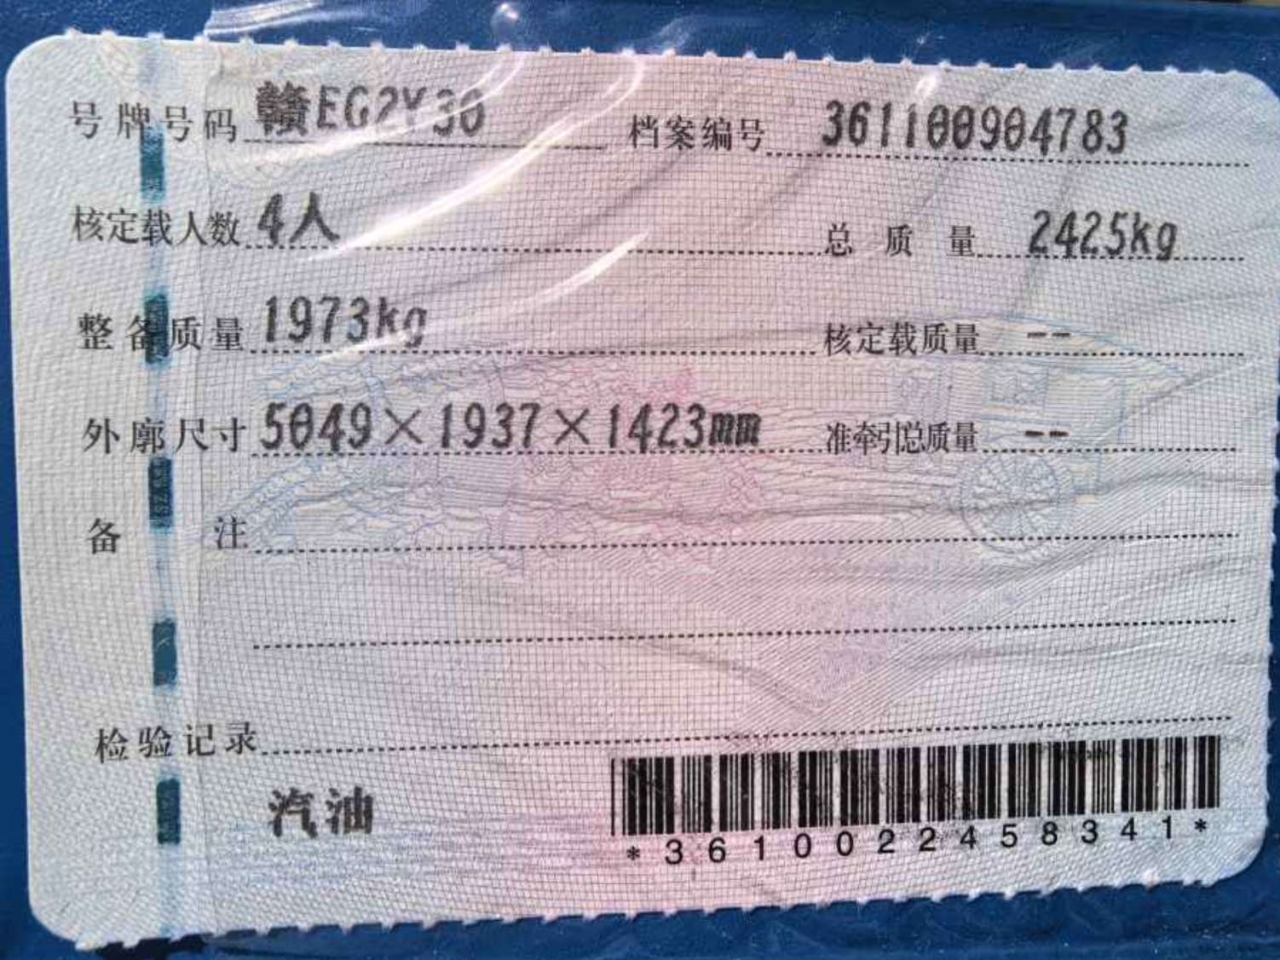 号牌号码 赣EG2Y30 档案编号 361100904783
核定载人数 4人 总质量 2425kg
整备质量 1973kg 核定载质量 --
外廓尺寸 5049×1937×1423mm 准牵引总质量 --
备注
检验记录
汽油
*3610022458341*